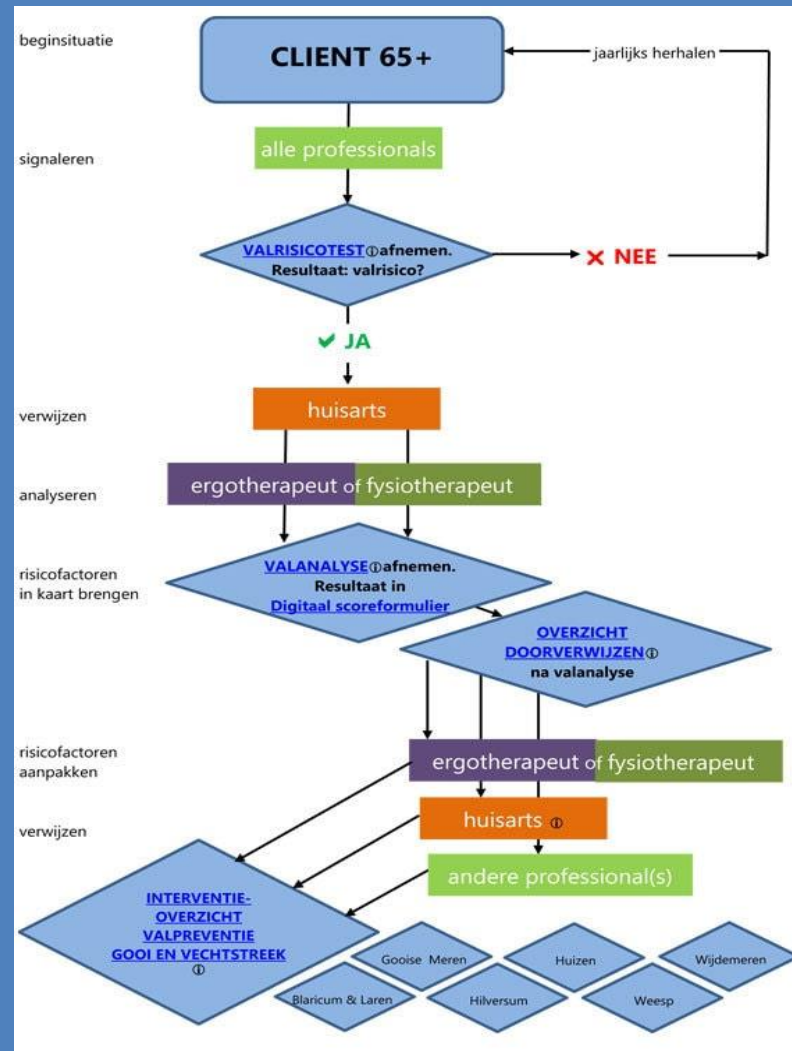 beginsituatie
CLIENT 65+
jaarlijks herhalen
signaleren
alle professionals
VALRISICOTEST ⓘ afnemen.
Resultaat: valrisico?
✕ NEE
✔ JA
verwijzen
huisarts
analyseren
ergotherapeut of fysiotherapeut
risicofactoren
in kaart brengen
VALANALYSE ⓘ afnemen.
Resultaat in
Digitaal scoreformulier
OVERZICHT
DOORVERWIJZEN ⓘ
na valanalyse
risicofactoren
aanpakken
ergotherapeut of fysiotherapeut
verwijzen
huisarts ⓘ
andere professional(s)
INTERVENTIE-
OVERZICHT
VALPREVENTIE
GOOI EN VECHTSTREEK
ⓘ
Gooise Meren
Huizen
Wijdemeren
Blaricum & Laren
Hilversum
Weesp